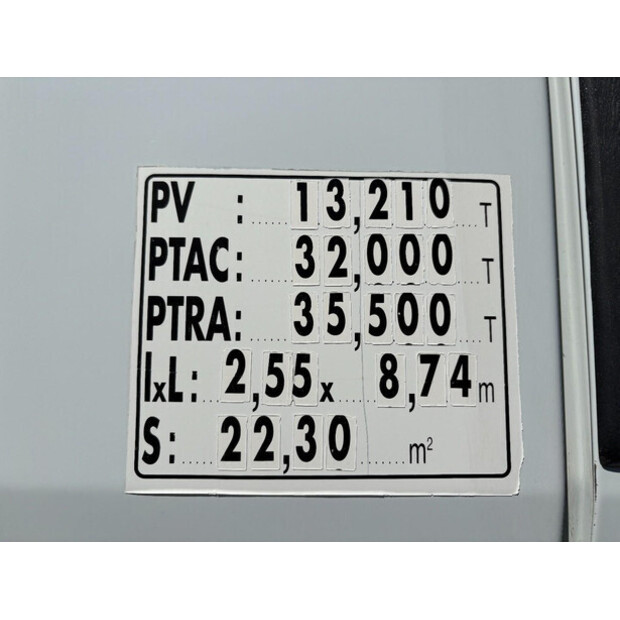 PV : 13,210 T
PTAC: 32,000 T
PTRA: 35,500 T
lxL: 2,55 x 8,74 m
S: 22,30 m²